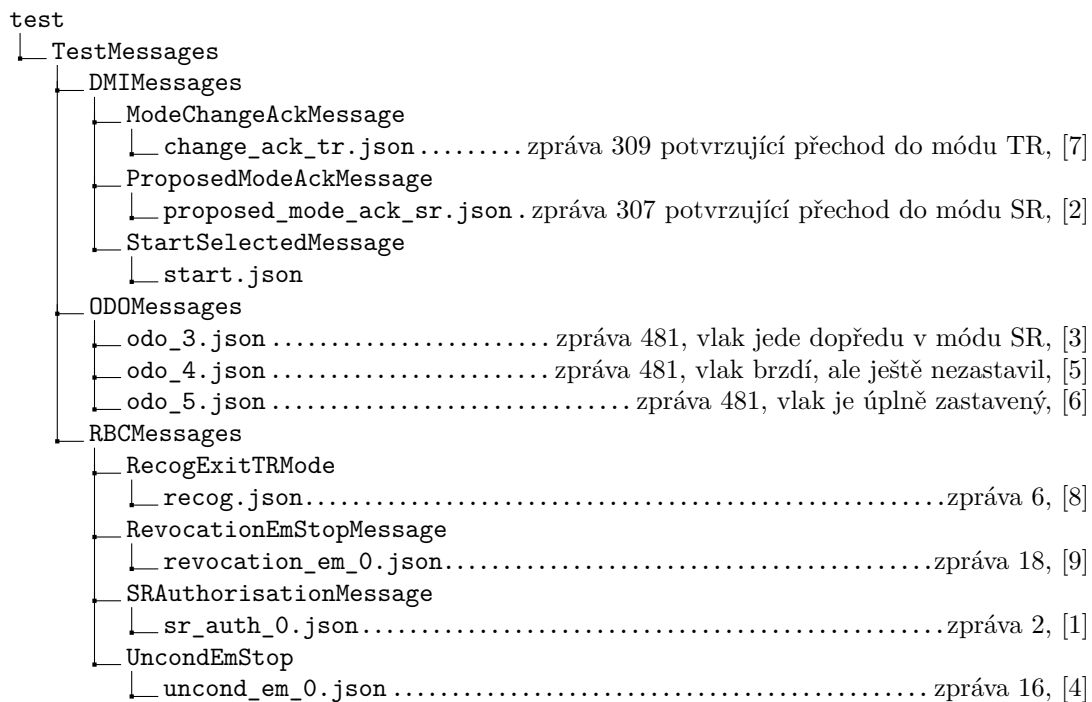 test
TestMessages
DMIMessages
ModeChangeAckMessage
change_ack_tr.json.........zpráva 309 potvrzující přechod do módu TR, [7]
ProposedModeAckMessage
proposed_mode_ack_sr.json.zpráva 307 potvrzující přechod do módu SR, [2]
StartSelectedMessage
start.json
ODOMessages
odo_3.json........................zpráva 481, vlak jede dopředu v módu SR, [3]
odo_4.json........................zpráva 481, vlak brzdí, ale ještě nezastavil, [5]
odo_5.json...............................zpráva 481, vlak je úplně zastavený, [6]
RBCMessages
RecogExitTRMode
recog.json.......................................................zpráva 6, [8]
RevocationEmStopMessage
revocation_em_0.json..........................................zpráva 18, [9]
SRAuthorisationMessage
sr_auth_0.json..................................................zpráva 2, [1]
UncondEmStop
uncond_em_0.json..............................................zpráva 16, [4]